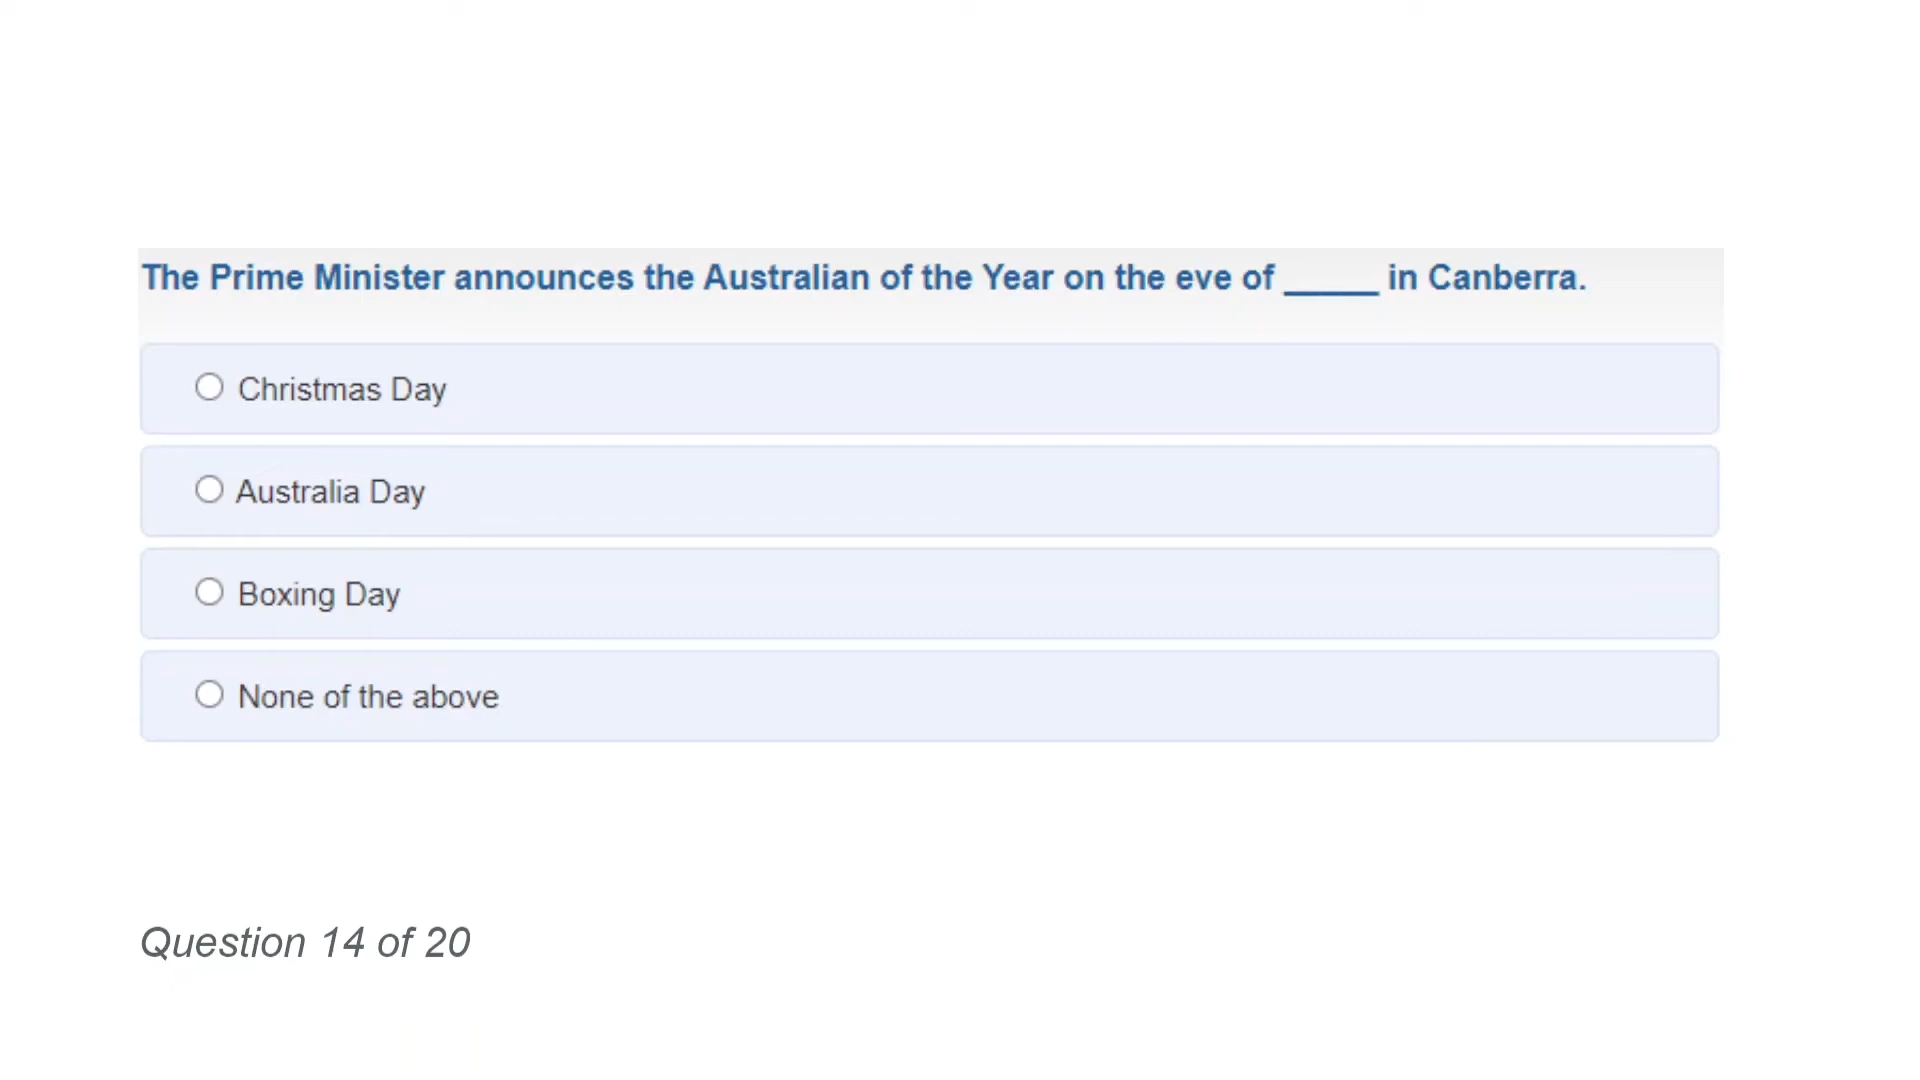 The Prime Minister announces the Australian of the Year on the eve of _____ in Canberra.
Christmas Day
Australia Day
Boxing Day
None of the above
Question 14 of 20